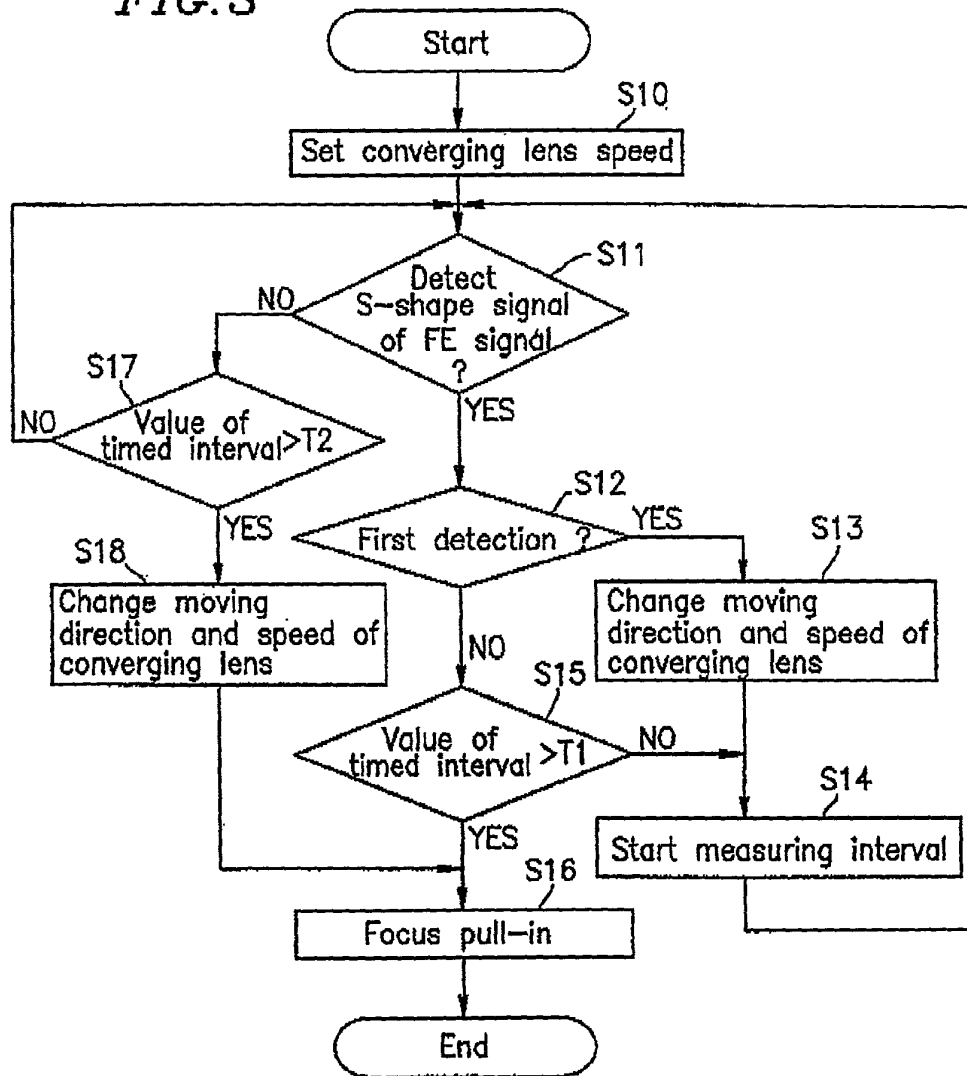 FIG. 3
Start
S10
Set converging lens speed
S11
Detect
S-shape signal
of FE signal
?
NO
YES
S17
Value of
timed interval >T2
NO
YES
S12
First detection ?
YES
NO
S13
Change moving
direction and speed of
converging lens
S18
Change moving
direction and speed of
converging lens
S15
Value of
timed interval >T1
NO
YES
S14
Start measuring interval
S16
Focus pull-in
End